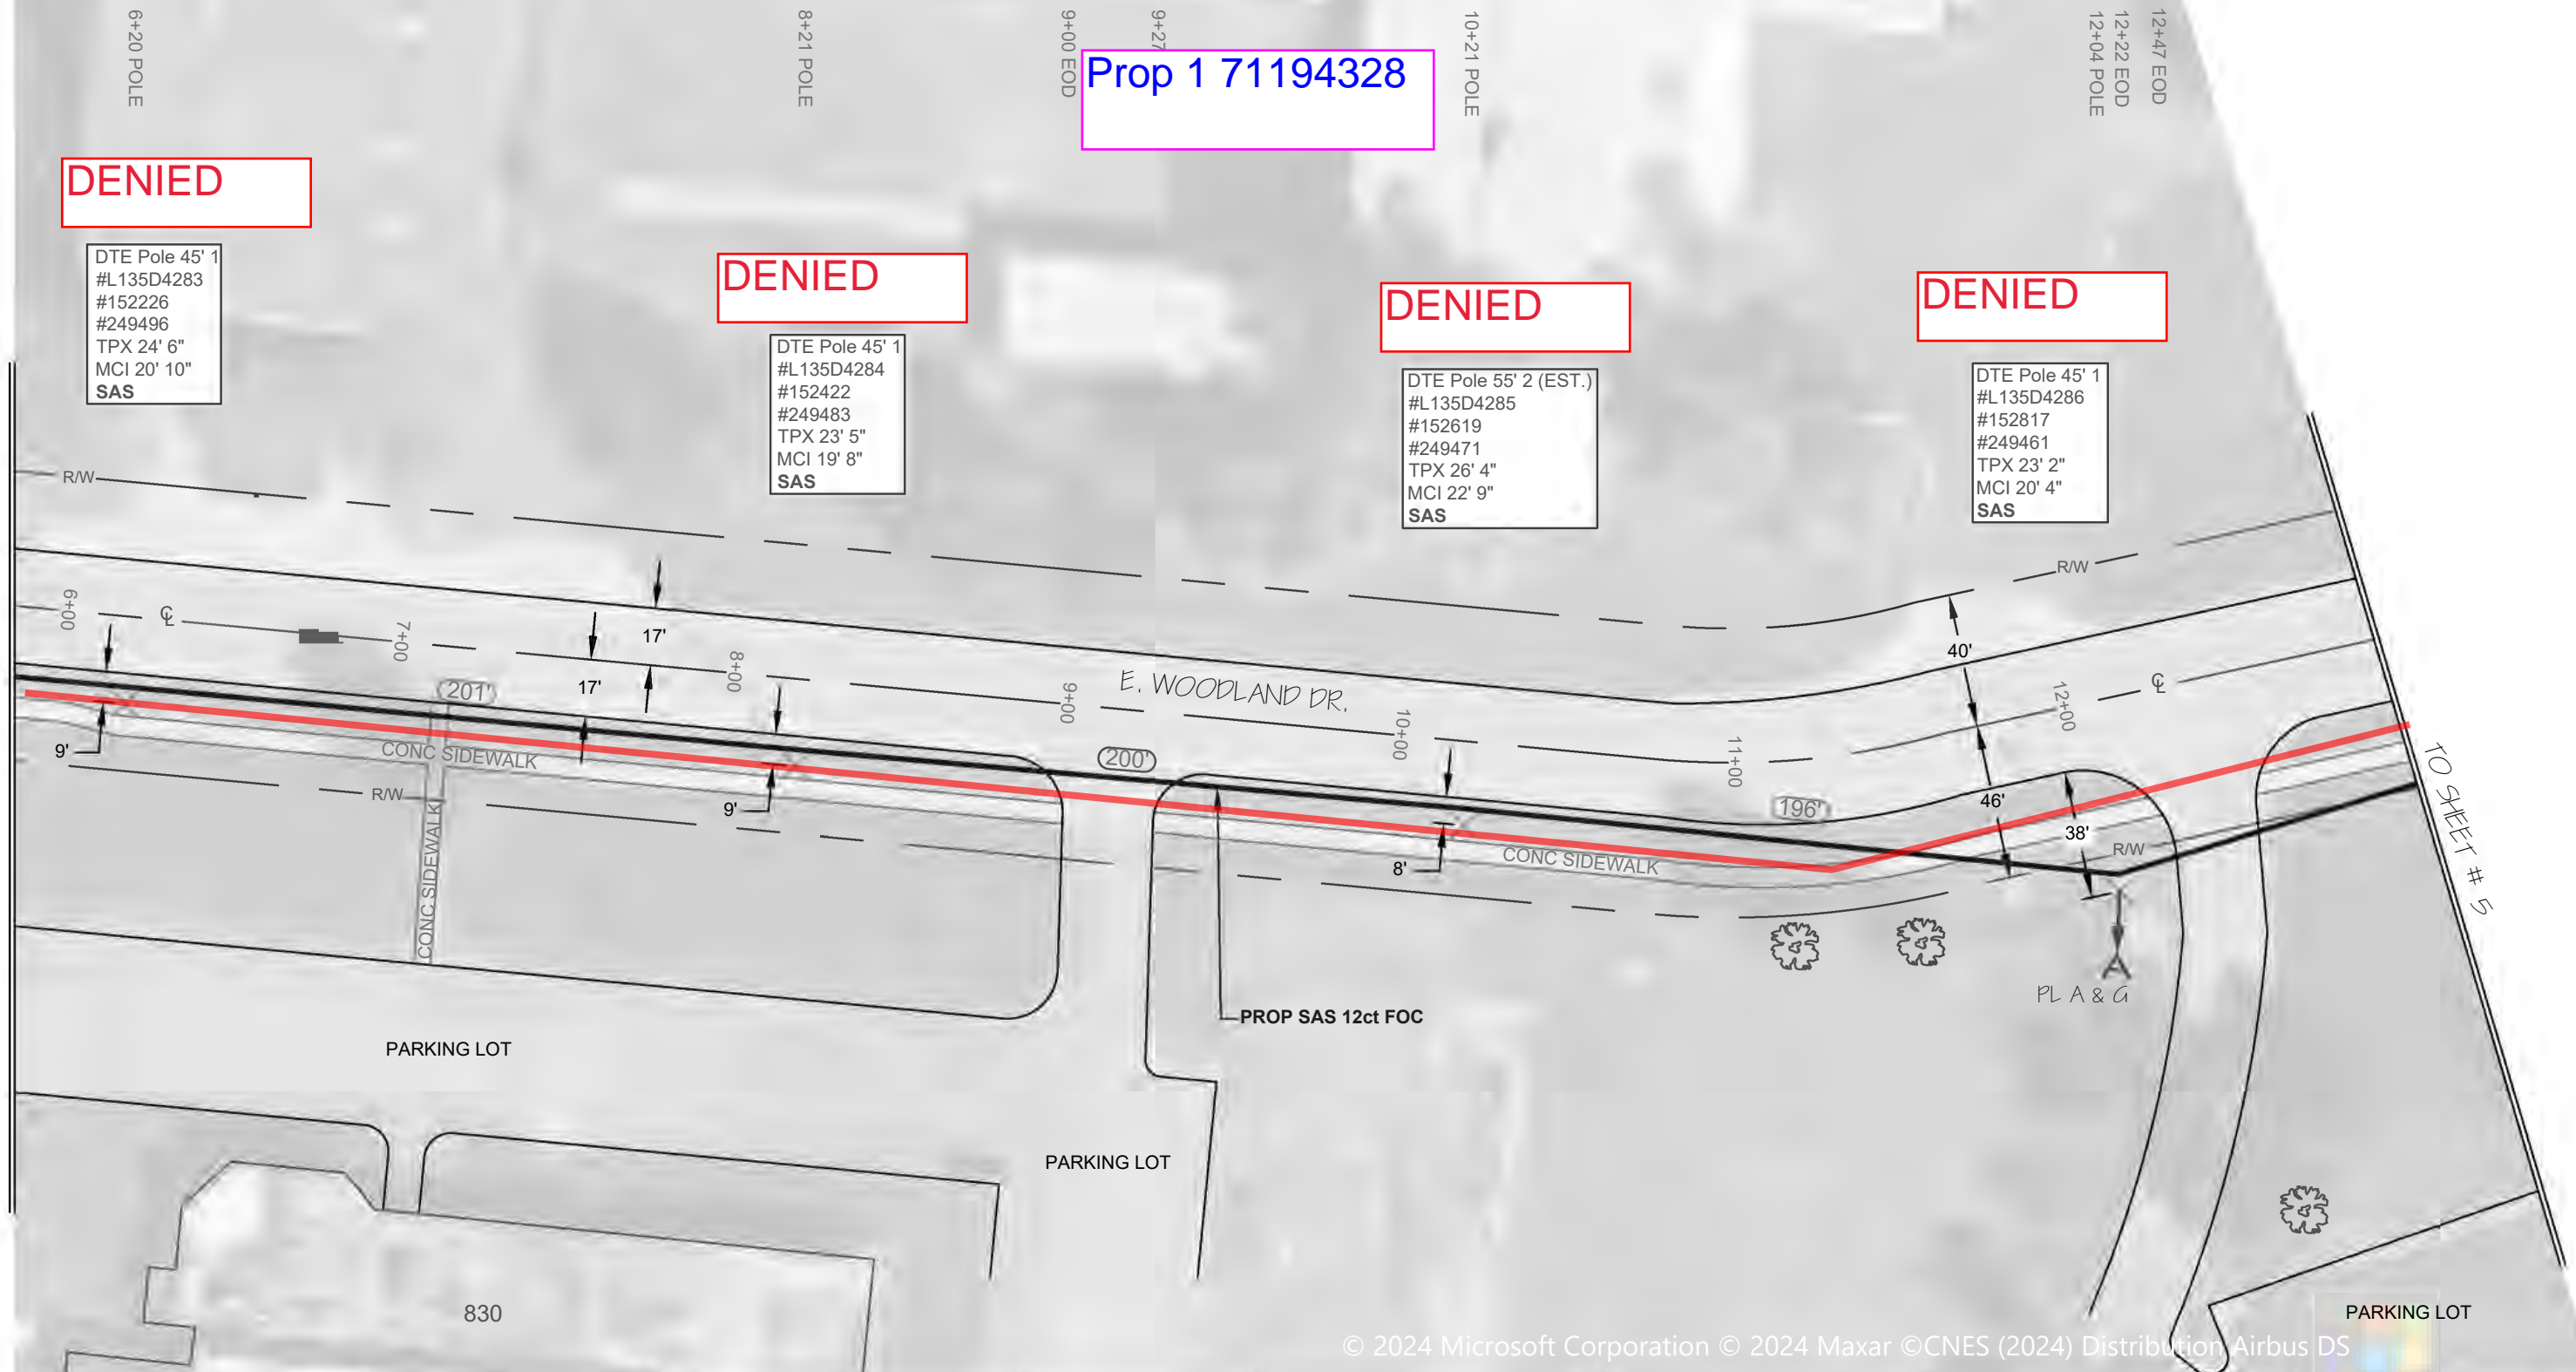 6+20 POLE
8+21 POLE
9+00 EOD
9+27
10+21 POLE
12+04 POLE
12+22 EOD
12+47 EOD
Prop 1 71194328
DENIED
DTE Pole 45' 1
#L135D4283
#152226
#249496
TPX 24' 6"
MCI 20' 10"
SAS
DENIED
DTE Pole 45' 1
#L135D4284
#152422
#249483
TPX 23' 5"
MCI 19' 8"
SAS
DENIED
DTE Pole 55' 2 (EST.)
#L135D4285
#152619
#249471
TPX 26' 4"
MCI 22' 9"
SAS
DENIED
DTE Pole 45' 1
#L135D4286
#152817
#249461
TPX 23' 2"
MCI 20' 4"
SAS
R/W
R/W
6+00
℄
7+00
17'
17'
8+00
9+00
E. WOODLAND DR.
10+00
11+00
40'
12+00
℄
201'
200'
196'
46'
38'
9'
CONC SIDEWALK
R/W
9'
CONC SIDEWALK
8'
CONC SIDEWALK
R/W
TO SHEET # 5
PL A & G
PROP SAS 12ct FOC
PARKING LOT
PARKING LOT
830
PARKING LOT
© 2024 Microsoft Corporation © 2024 Maxar ©CNES (2024) Distribution Airbus DS